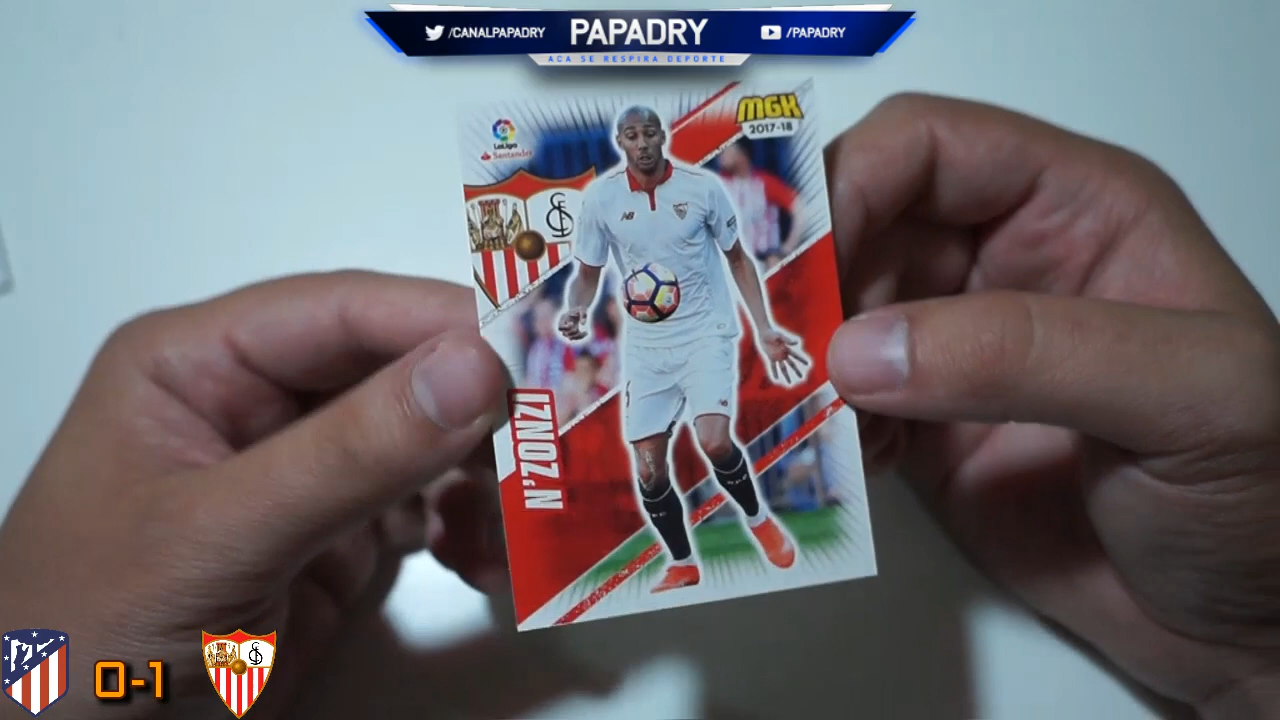 /CANALPAPADRY
PAPADRY
/PAPADRY
ACA SE RESPIRA DEPORTE
MGK
2017-18
LaLiga
Santander
N'ZONZI
0-1